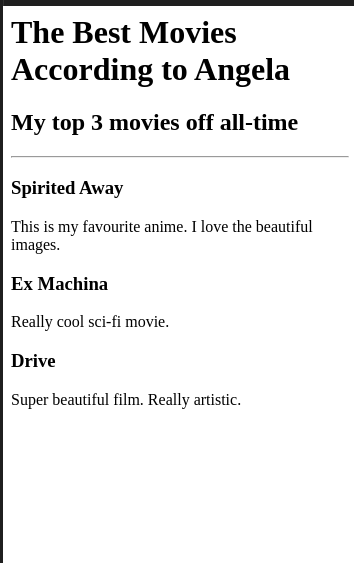 The Best Movies
According to Angela
My top 3 movies off all-time
Spirited Away
This is my favourite anime. I love the beautiful
images.
Ex Machina
Really cool sci-fi movie.
Drive
Super beautiful film. Really artistic.